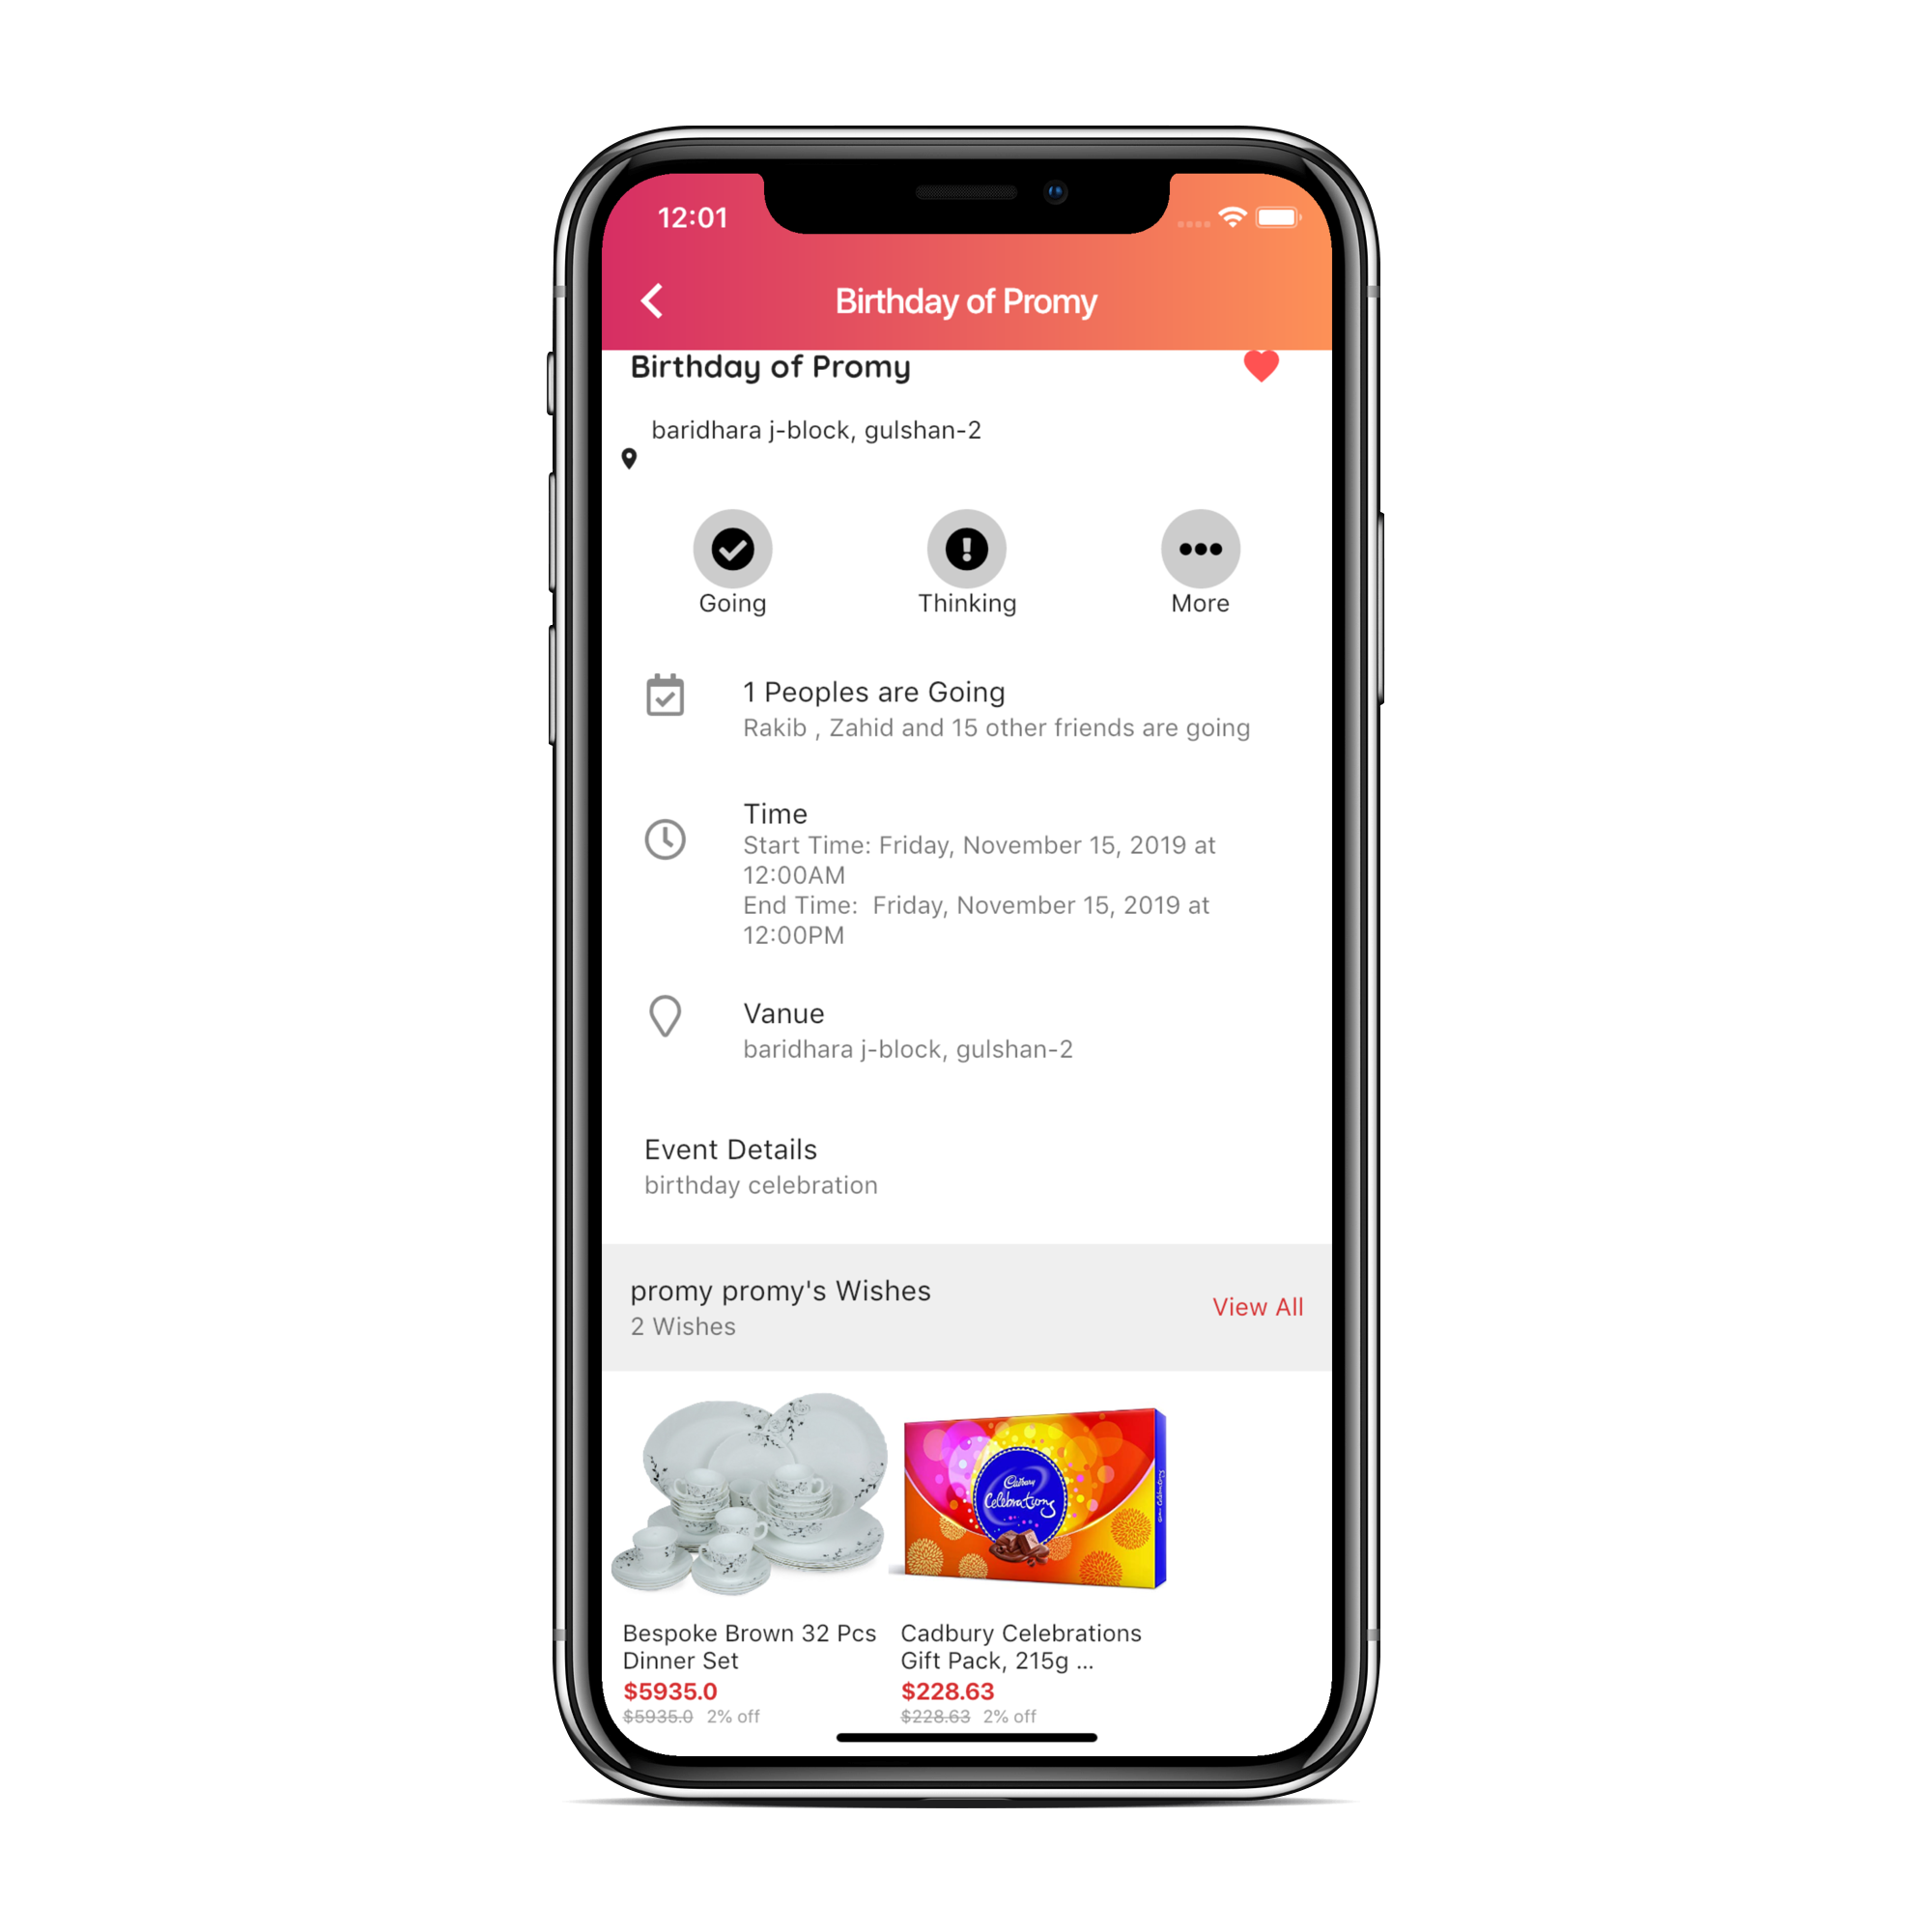 12:01
Birthday of Promy
Birthday of Promy
baridhara j-block, gulshan-2
Going
Thinking
More
1 Peoples are Going
Rakib , Zahid and 15 other friends are going
Time
Start Time: Friday, November 15, 2019 at
12:00AM
End Time:  Friday, November 15, 2019 at
12:00PM
Vanue
baridhara j-block, gulshan-2
Event Details
birthday celebration
promy promy's Wishes
2 Wishes
View All
Cadbury
Celebrations
Bespoke Brown 32 Pcs
Dinner Set
$5935.0
$5935.0 2% off
Cadbury Celebrations
Gift Pack, 215g ...
$228.63
$228.63 2% off